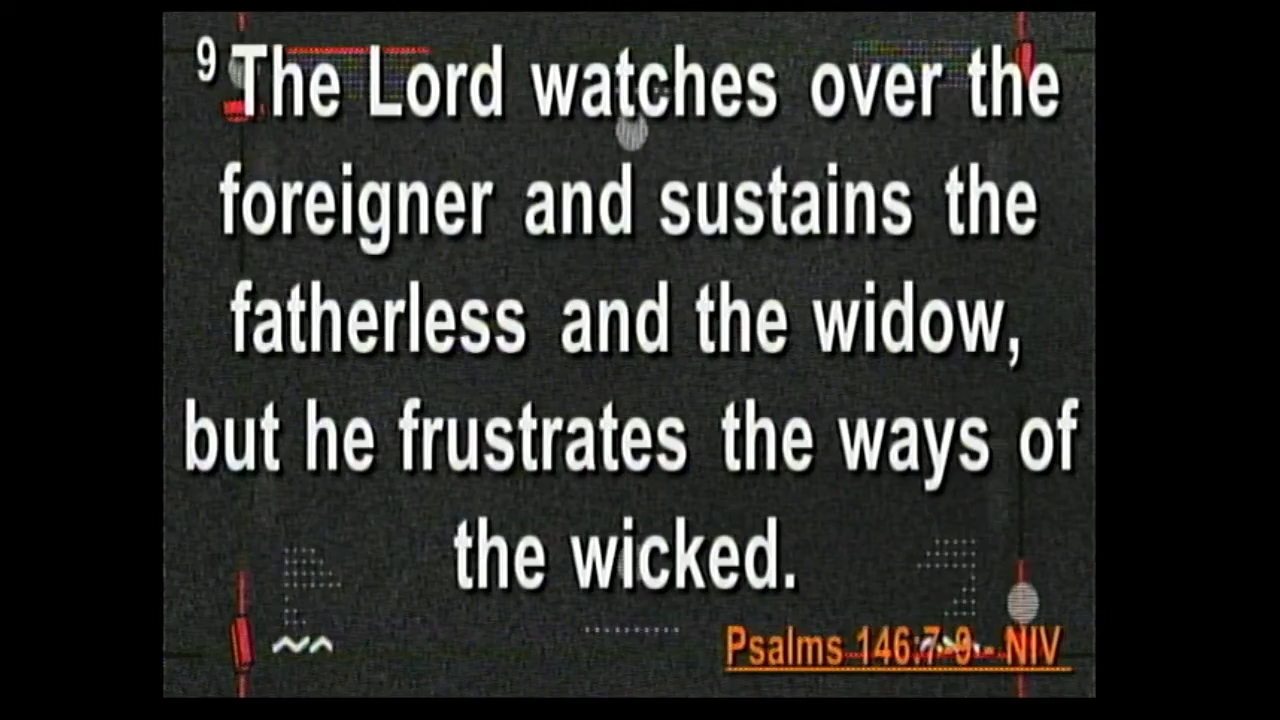 9 The Lord watches over the
foreigner and sustains the
fatherless and the widow,
but he frustrates the ways of
the wicked.
Psalms 146:7-9 - NIV